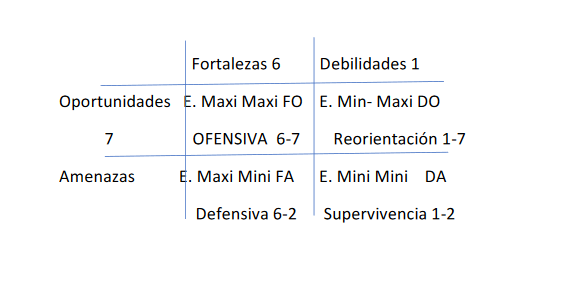 Fortalezas 6 Debilidades 1
Oportunidades E. Maxi Maxi FO E. Min- Maxi DO
7 OFENSIVA 6-7 Reorientación 1-7
Amenazas E. Maxi Mini FA E. Mini Mini DA
Defensiva 6-2 Supervivencia 1-2